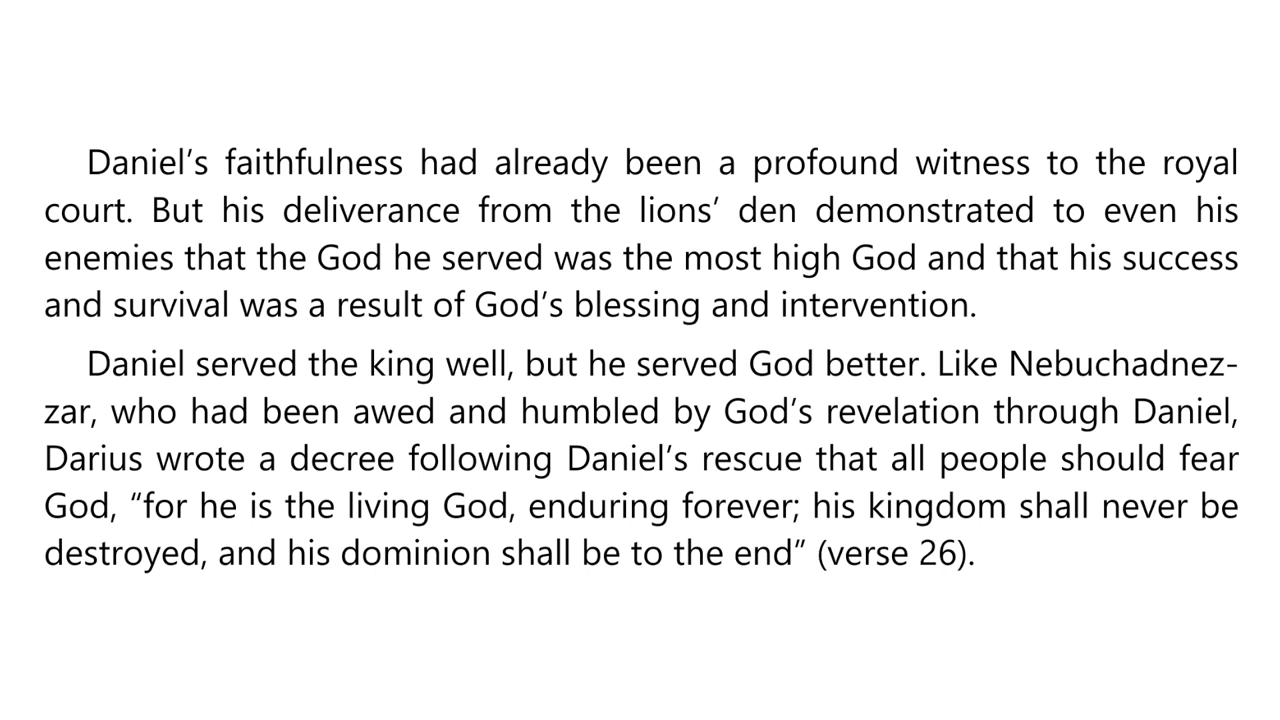 Daniel’s faithfulness had already been a profound witness to the royal
court. But his deliverance from the lions’ den demonstrated to even his
enemies that the God he served was the most high God and that his success
and survival was a result of God’s blessing and intervention.
Daniel served the king well, but he served God better. Like Nebuchadnez-
zar, who had been awed and humbled by God’s revelation through Daniel,
Darius wrote a decree following Daniel’s rescue that all people should fear
God, “for he is the living God, enduring forever; his kingdom shall never be
destroyed, and his dominion shall be to the end” (verse 26).